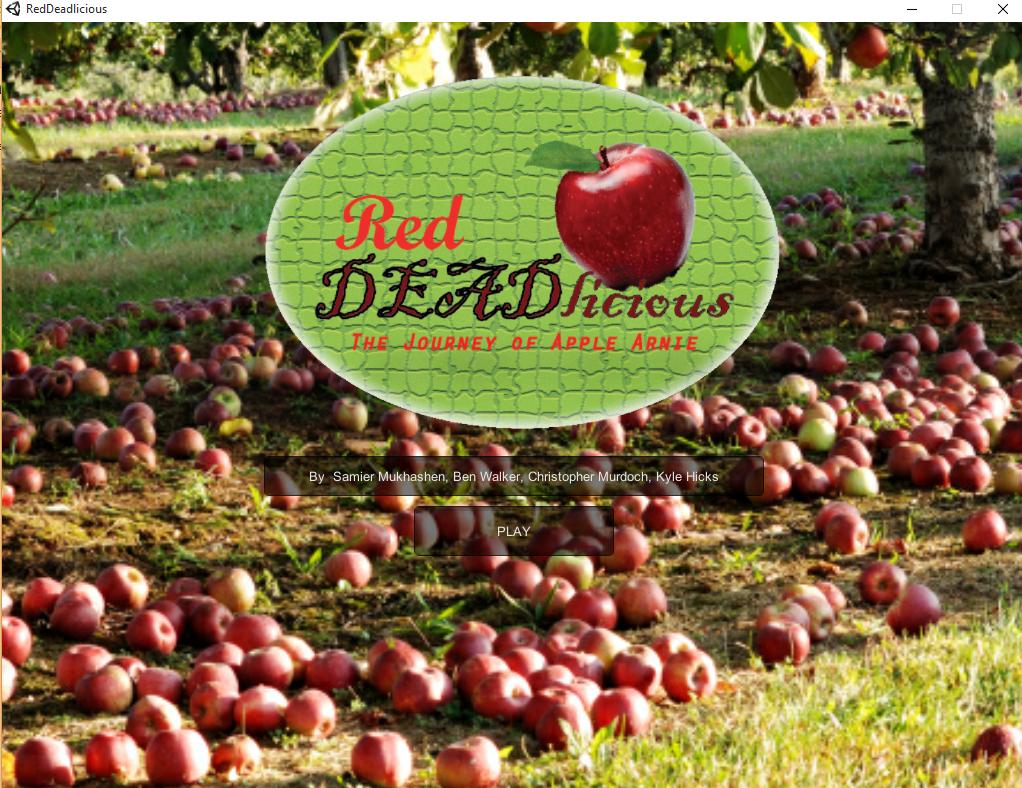 RedDeadlicious
Red
DEADlicious
The Journey of Apple Arnie
By  Samier Mukhashen, Ben Walker, Christopher Murdoch, Kyle Hicks
PLAY